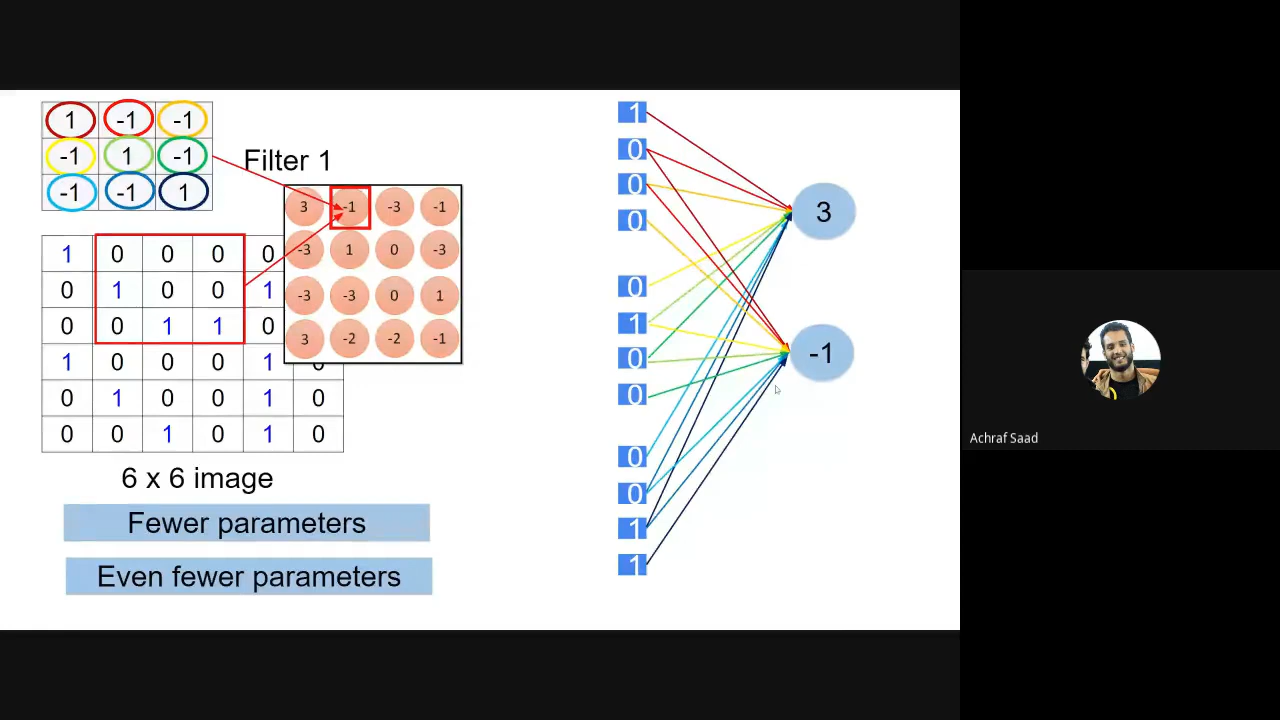 1 -1 -1
-1 1 -1
-1 -1 1
Filter 1
3 -1 -3 -1
-3 1 0 -3
-3 -3 0 1
3 -2 -2 -1
1 0 0 0 0
0 1 0 0 1
0 0 1 1 0
1 0 0 0 1 0
0 1 0 0 1 0
0 0 1 0 1 0
6 x 6 image
Fewer parameters
Even fewer parameters
1
0
0
0
0
1
0
0
0
0
1
1
3
-1
Achraf Saad